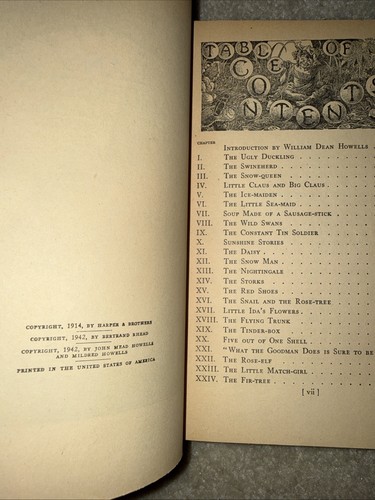 COPYRIGHT, 1914, BY HARPER & BROTHERS
COPYRIGHT, 1942, BY BERTRAND RHEAD
COPYRIGHT, 1942, BY JOHN MEAD HOWELLS
AND MILDRED HOWELLS
PRINTED IN THE UNITED STATES OF AMERICA
TABLE OF
CONTENTS
CHAPTER
INTRODUCTION BY WILLIAM DEAN HOWELLS
I. THE UGLY DUCKLING
II. THE SWINEHERD
III. THE SNOW-QUEEN
IV. LITTLE CLAUS AND BIG CLAUS
V. THE ICE-MAIDEN
VI. THE LITTLE SEA-MAID
VII. SOUP MADE OF A SAUSAGE-STICK
VIII. THE WILD SWANS
IX. THE CONSTANT TIN SOLDIER
X. SUNSHINE STORIES
XI. THE DAISY
XII. THE SNOW MAN
XIII. THE NIGHTINGALE
XIV. THE STORKS
XV. THE RED SHOES
XVI. THE SNAIL AND THE ROSE-TREE
XVII. LITTLE IDA'S FLOWERS
XVIII. THE FLYING TRUNK
XIX. THE TINDER-BOX
XX. FIVE OUT OF ONE SHELL
XXI. "WHAT THE GOODMAN DOES IS SURE TO BE
XXII. THE ROSE-ELF
XXIII. THE LITTLE MATCH-GIRL
XXIV. THE FIR-TREE
[ vii ]